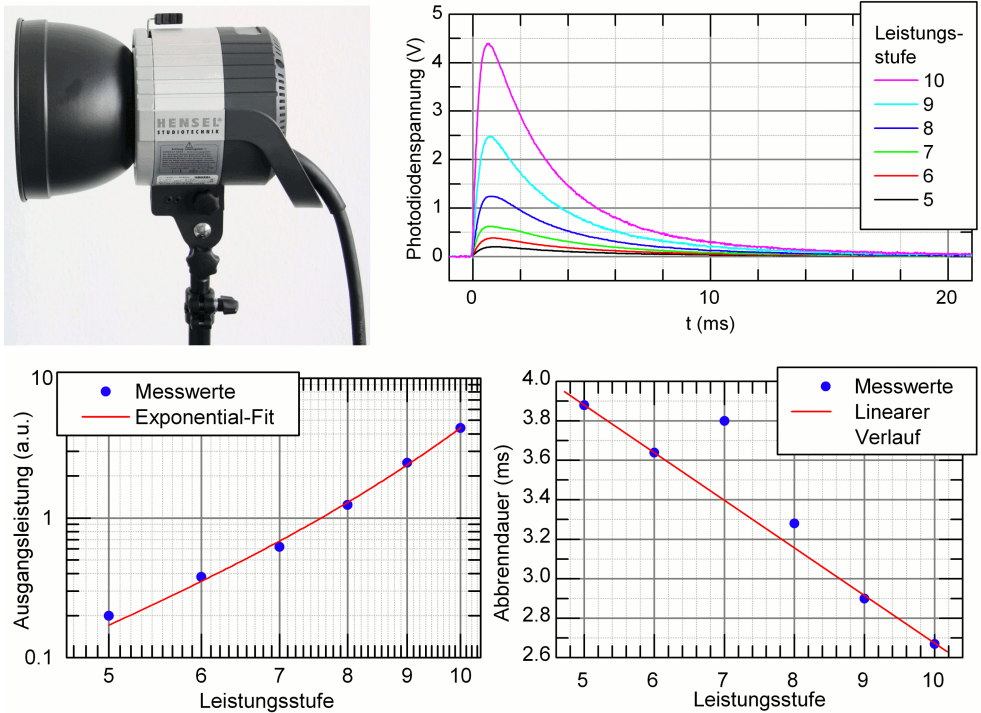 HENSEL®
STUDIOTECHNIK
Photodiodenspannung (V)
5
4
3
2
1
0
0
10
20
t (ms)
Leistungs-
stufe
10
9
8
7
6
5
Ausgangsleistung (a.u.)
10
1
0.1
5
6
7
8
9
10
Leistungsstufe
Messwerte
Exponential-Fit
Abbrenndauer (ms)
4.0
3.8
3.6
3.4
3.2
3.0
2.8
2.6
5
6
7
8
9
10
Leistungsstufe
Messwerte
Linearer
Verlauf